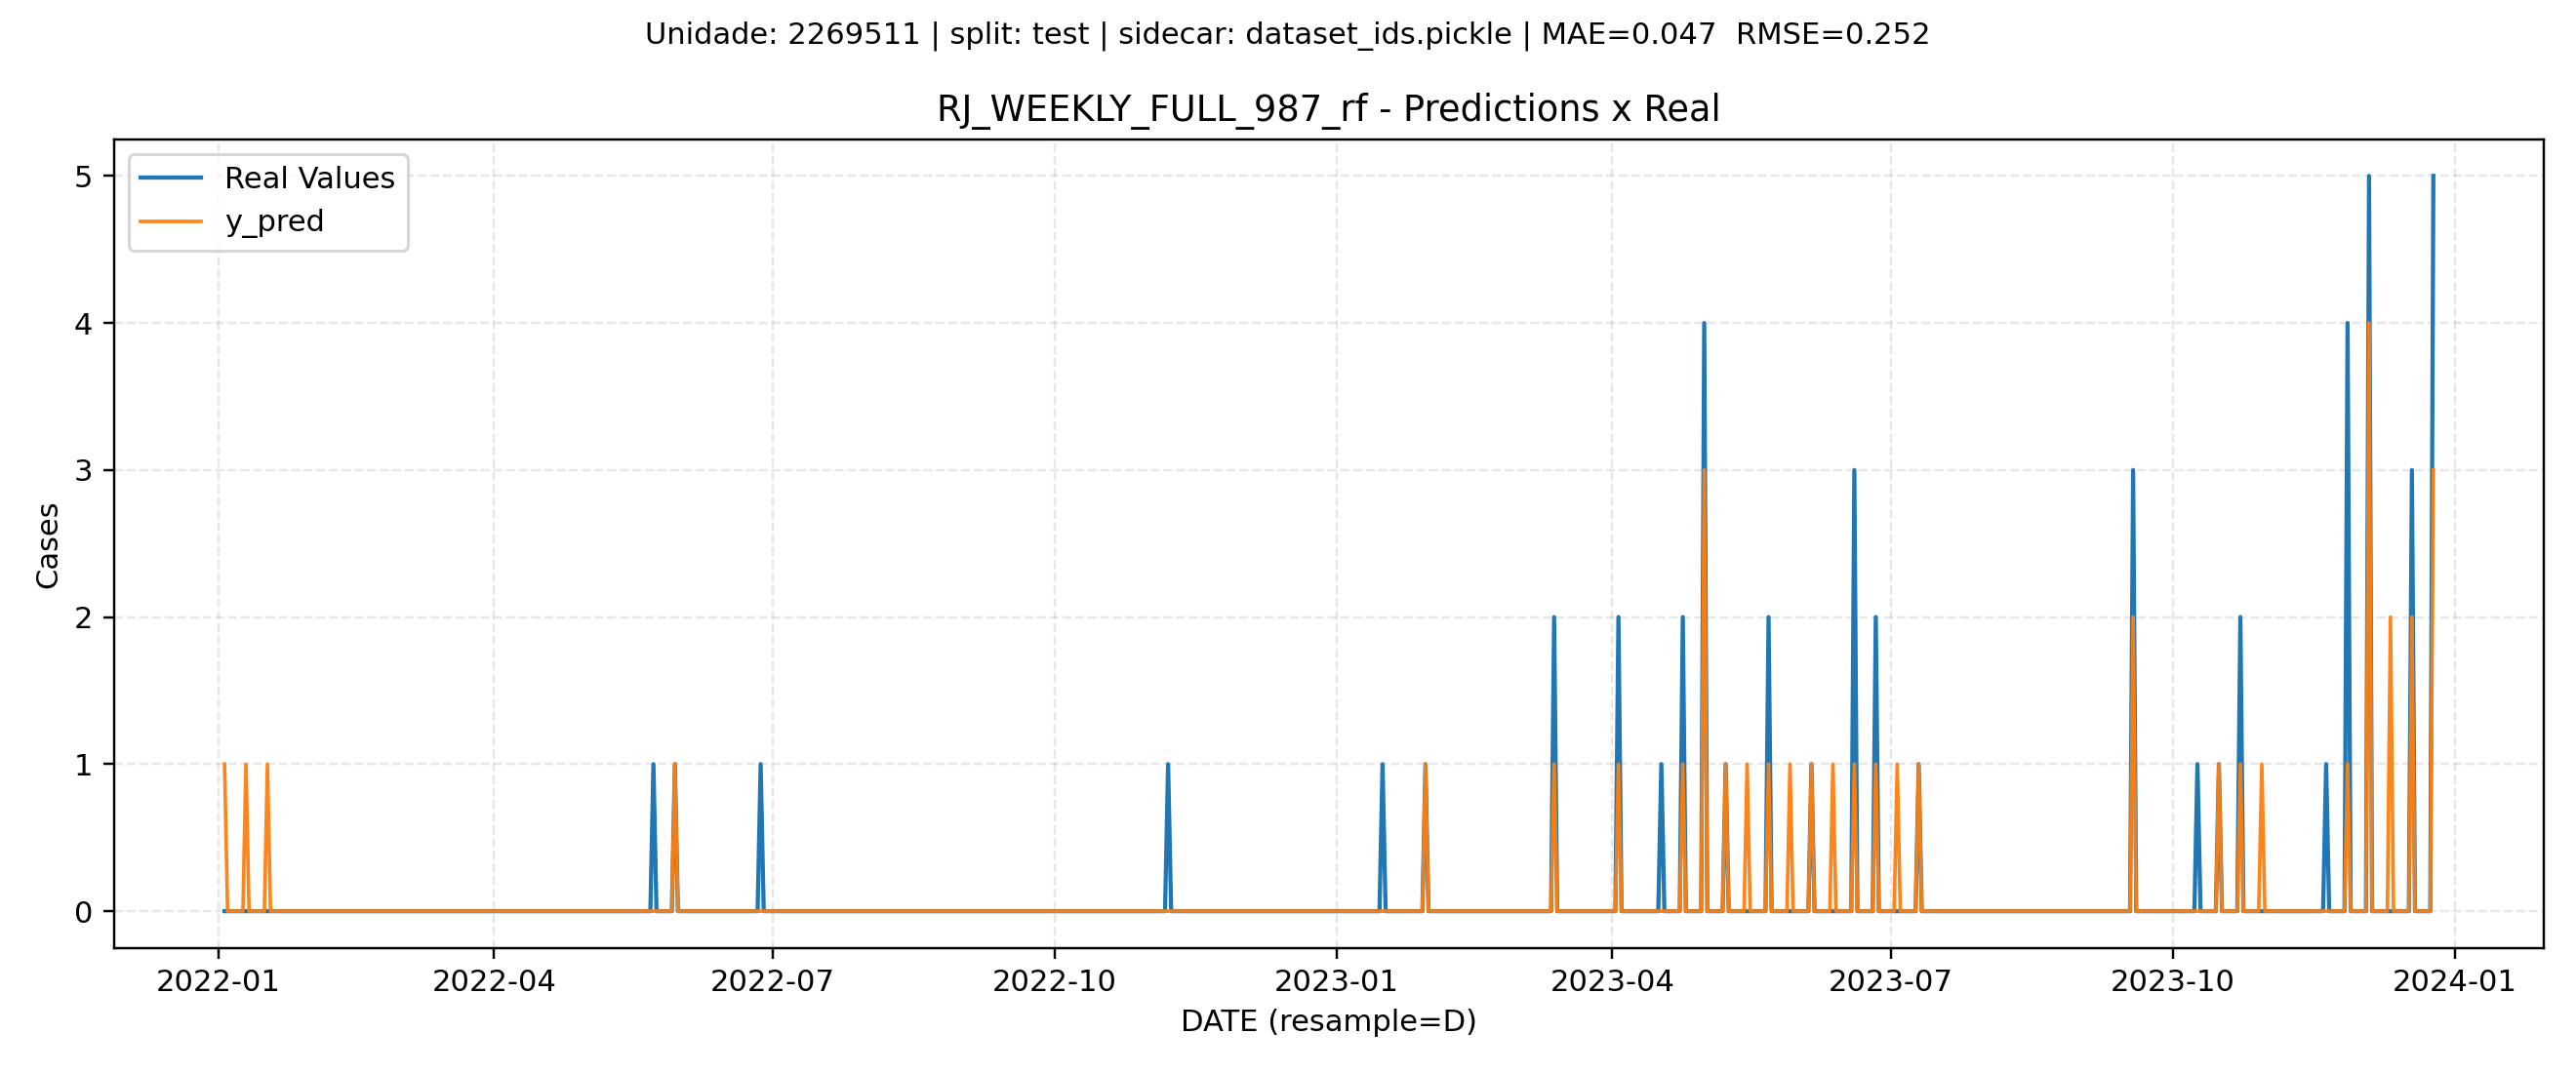 Unidade: 2269511 | split: test | sidecar: dataset_ids.pickle | MAE=0.047  RMSE=0.252
RJ_WEEKLY_FULL_987_rf - Predictions x Real
Real Values
y_pred
5
4
3
2
1
0
Cases
2022-01 2022-04 2022-07 2022-10 2023-01 2023-04 2023-07 2023-10 2024-01
DATE (resample=D)